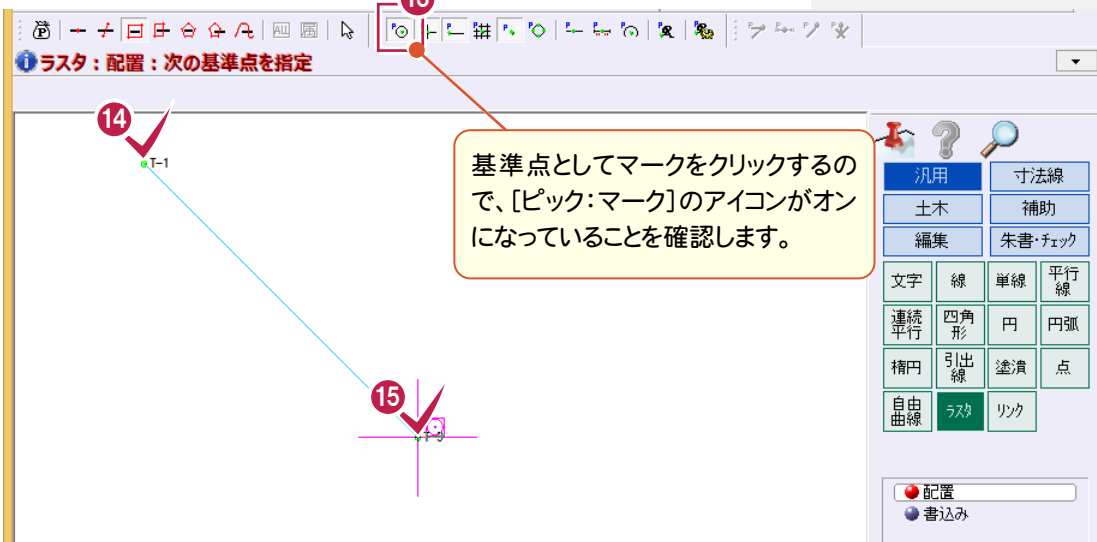 ラスタ：配置：次の基準点を指定
14
T-1
基準点としてマークをクリックするの
で、[ピック：マーク]のアイコンがオン
になっていることを確認します。
15
汎用 寸法線
土木 補助
編集 朱書・チェック
文字 線 単線 平行線
連続平行 四角形 円 円弧
楕円 引出線 塗潰 点
自由曲線 ラスタ リンク
配置
書込み